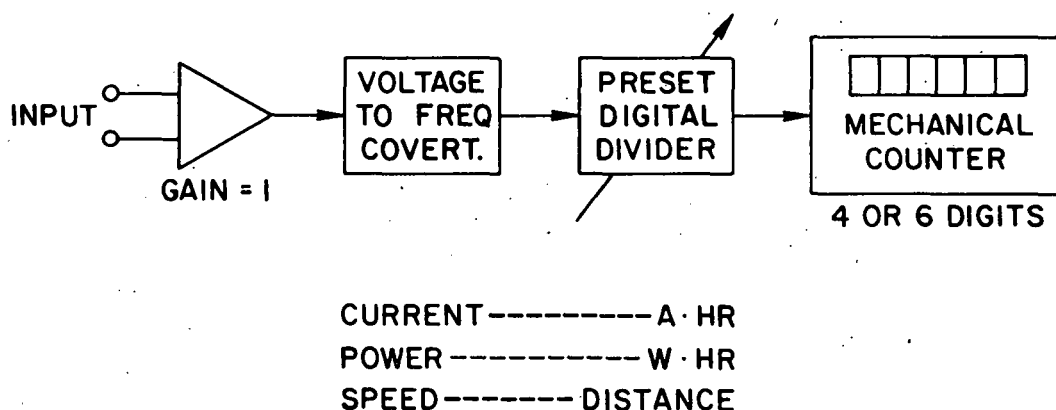 INPUT
GAIN = 1
VOLTAGE
TO FREQ
COVERT.
PRESET
DIGITAL
DIVIDER
MECHANICAL
COUNTER
4 OR 6 DIGITS
CURRENT---------A·HR
POWER-----------W·HR
SPEED-------DISTANCE